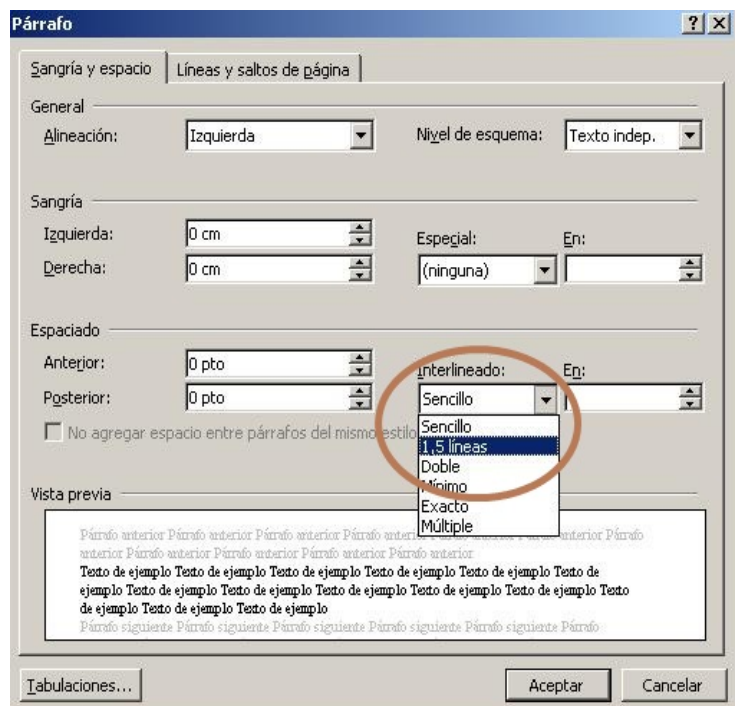 Párrafo
Sangría y espacio Líneas y saltos de página
General
Alineación: Izquierda Nivel de esquema: Texto indep.
Sangría
Izquierda: 0 cm Especial: En:
Derecha: 0 cm (ninguna)
Espaciado
Anterior: 0 pto Interlineado: En:
Posterior: 0 pto Sencillo
No agregar espacio entre párrafos del mismo estilo
Sencillo
1,5 líneas
Doble
Mínimo
Exacto
Múltiple
Vista previa
Párrafo anterior Párrafo anterior Párrafo anterior Párrafo anterior Párrafo
anterior Párrafo anterior Párrafo anterior Párrafo anterior Párrafo anterior
Texto de ejemplo Texto de ejemplo Texto de ejemplo Texto de ejemplo Texto de ejemplo Texto de
ejemplo Texto de ejemplo Texto de ejemplo Texto de ejemplo Texto de ejemplo Texto de ejemplo Texto
de ejemplo Texto de ejemplo Texto de ejemplo
Párrafo siguiente Párrafo siguiente Párrafo siguiente Párrafo siguiente Párrafo siguiente Párrafo
Tabulaciones... Aceptar Cancelar